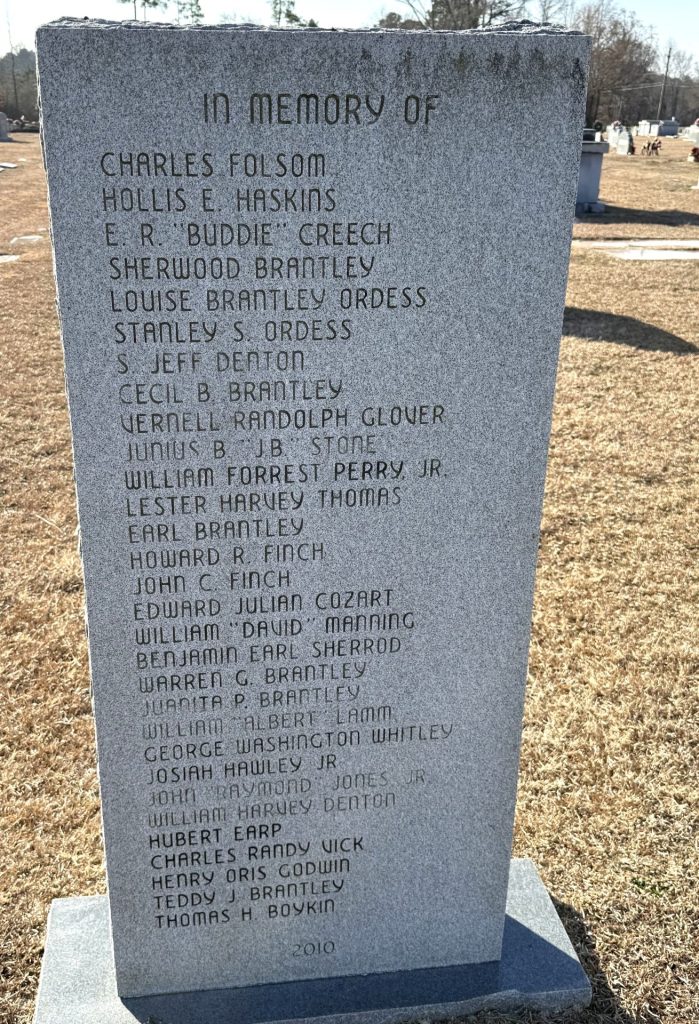 IN MEMORY OF
CHARLES FOLSOM
HOLLIS E. HASKINS
E. R. "BUDDIE" CREECH
SHERWOOD BRANTLEY
LOUISE BRANTLEY ORDESS
STANLEY S. ORDESS
S. JEFF DENTON
CECIL B. BRANTLEY
VERNELL RANDOLPH GLOVER
JUNIUS B. "J.B." STONE
WILLIAM FORREST PERRY, JR.
LESTER HARVEY THOMAS
EARL BRANTLEY
HOWARD R. FINCH
JOHN C. FINCH
EDWARD JULIAN COZART
WILLIAM "DAVID" MANNING
BENJAMIN EARL SHERROD
WARREN G. BRANTLEY
JUANITA P. BRANTLEY
WILLIAM "ALBERT" LAMM
GEORGE WASHINGTON WHITLEY
JOSIAH HAWLEY JR
JOHN "RAYMOND" JONES, JR
WILLIAM HARVEY DENTON
HUBERT EARP
CHARLES RANDY VICK
HENRY ORIS GODWIN
TEDDY J. BRANTLEY
THOMAS H. BOYKIN
2010